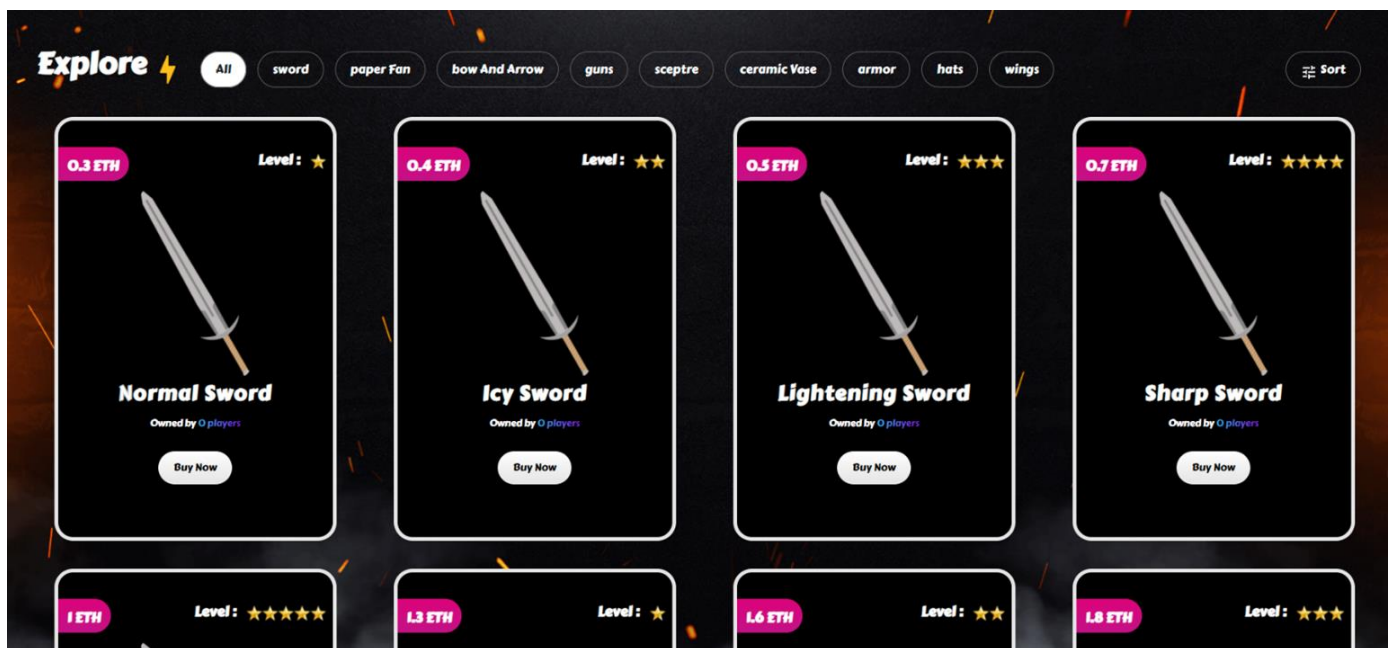 Explore All sword paper Fan bow And Arrow guns sceptre ceramic Vase armor hats wings Sort
0.3 ETH Level : 
Normal Sword
Owned by 0 players
Buy Now
0.4 ETH Level : 
Icy Sword
Owned by 0 players
Buy Now
0.5 ETH Level : 
Lightening Sword
Owned by 0 players
Buy Now
0.7 ETH Level : 
Sharp Sword
Owned by 0 players
Buy Now
1 ETH Level : 
1.3 ETH Level : 
1.6 ETH Level : 
1.8 ETH Level :